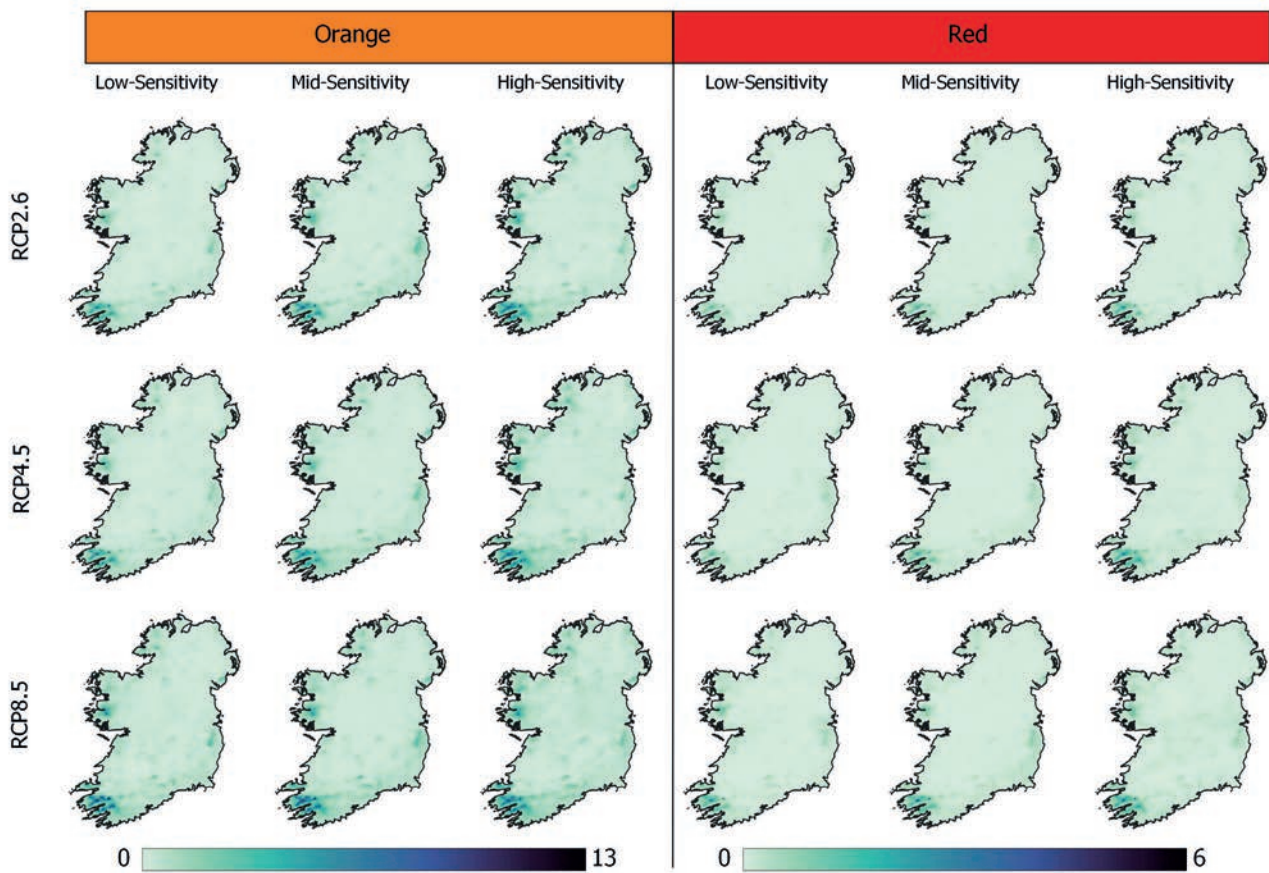 Orange Red
Low-Sensitivity Mid-Sensitivity High-Sensitivity Low-Sensitivity Mid-Sensitivity High-Sensitivity
RCP2.6
RCP4.5
RCP8.5
0 13 0 6